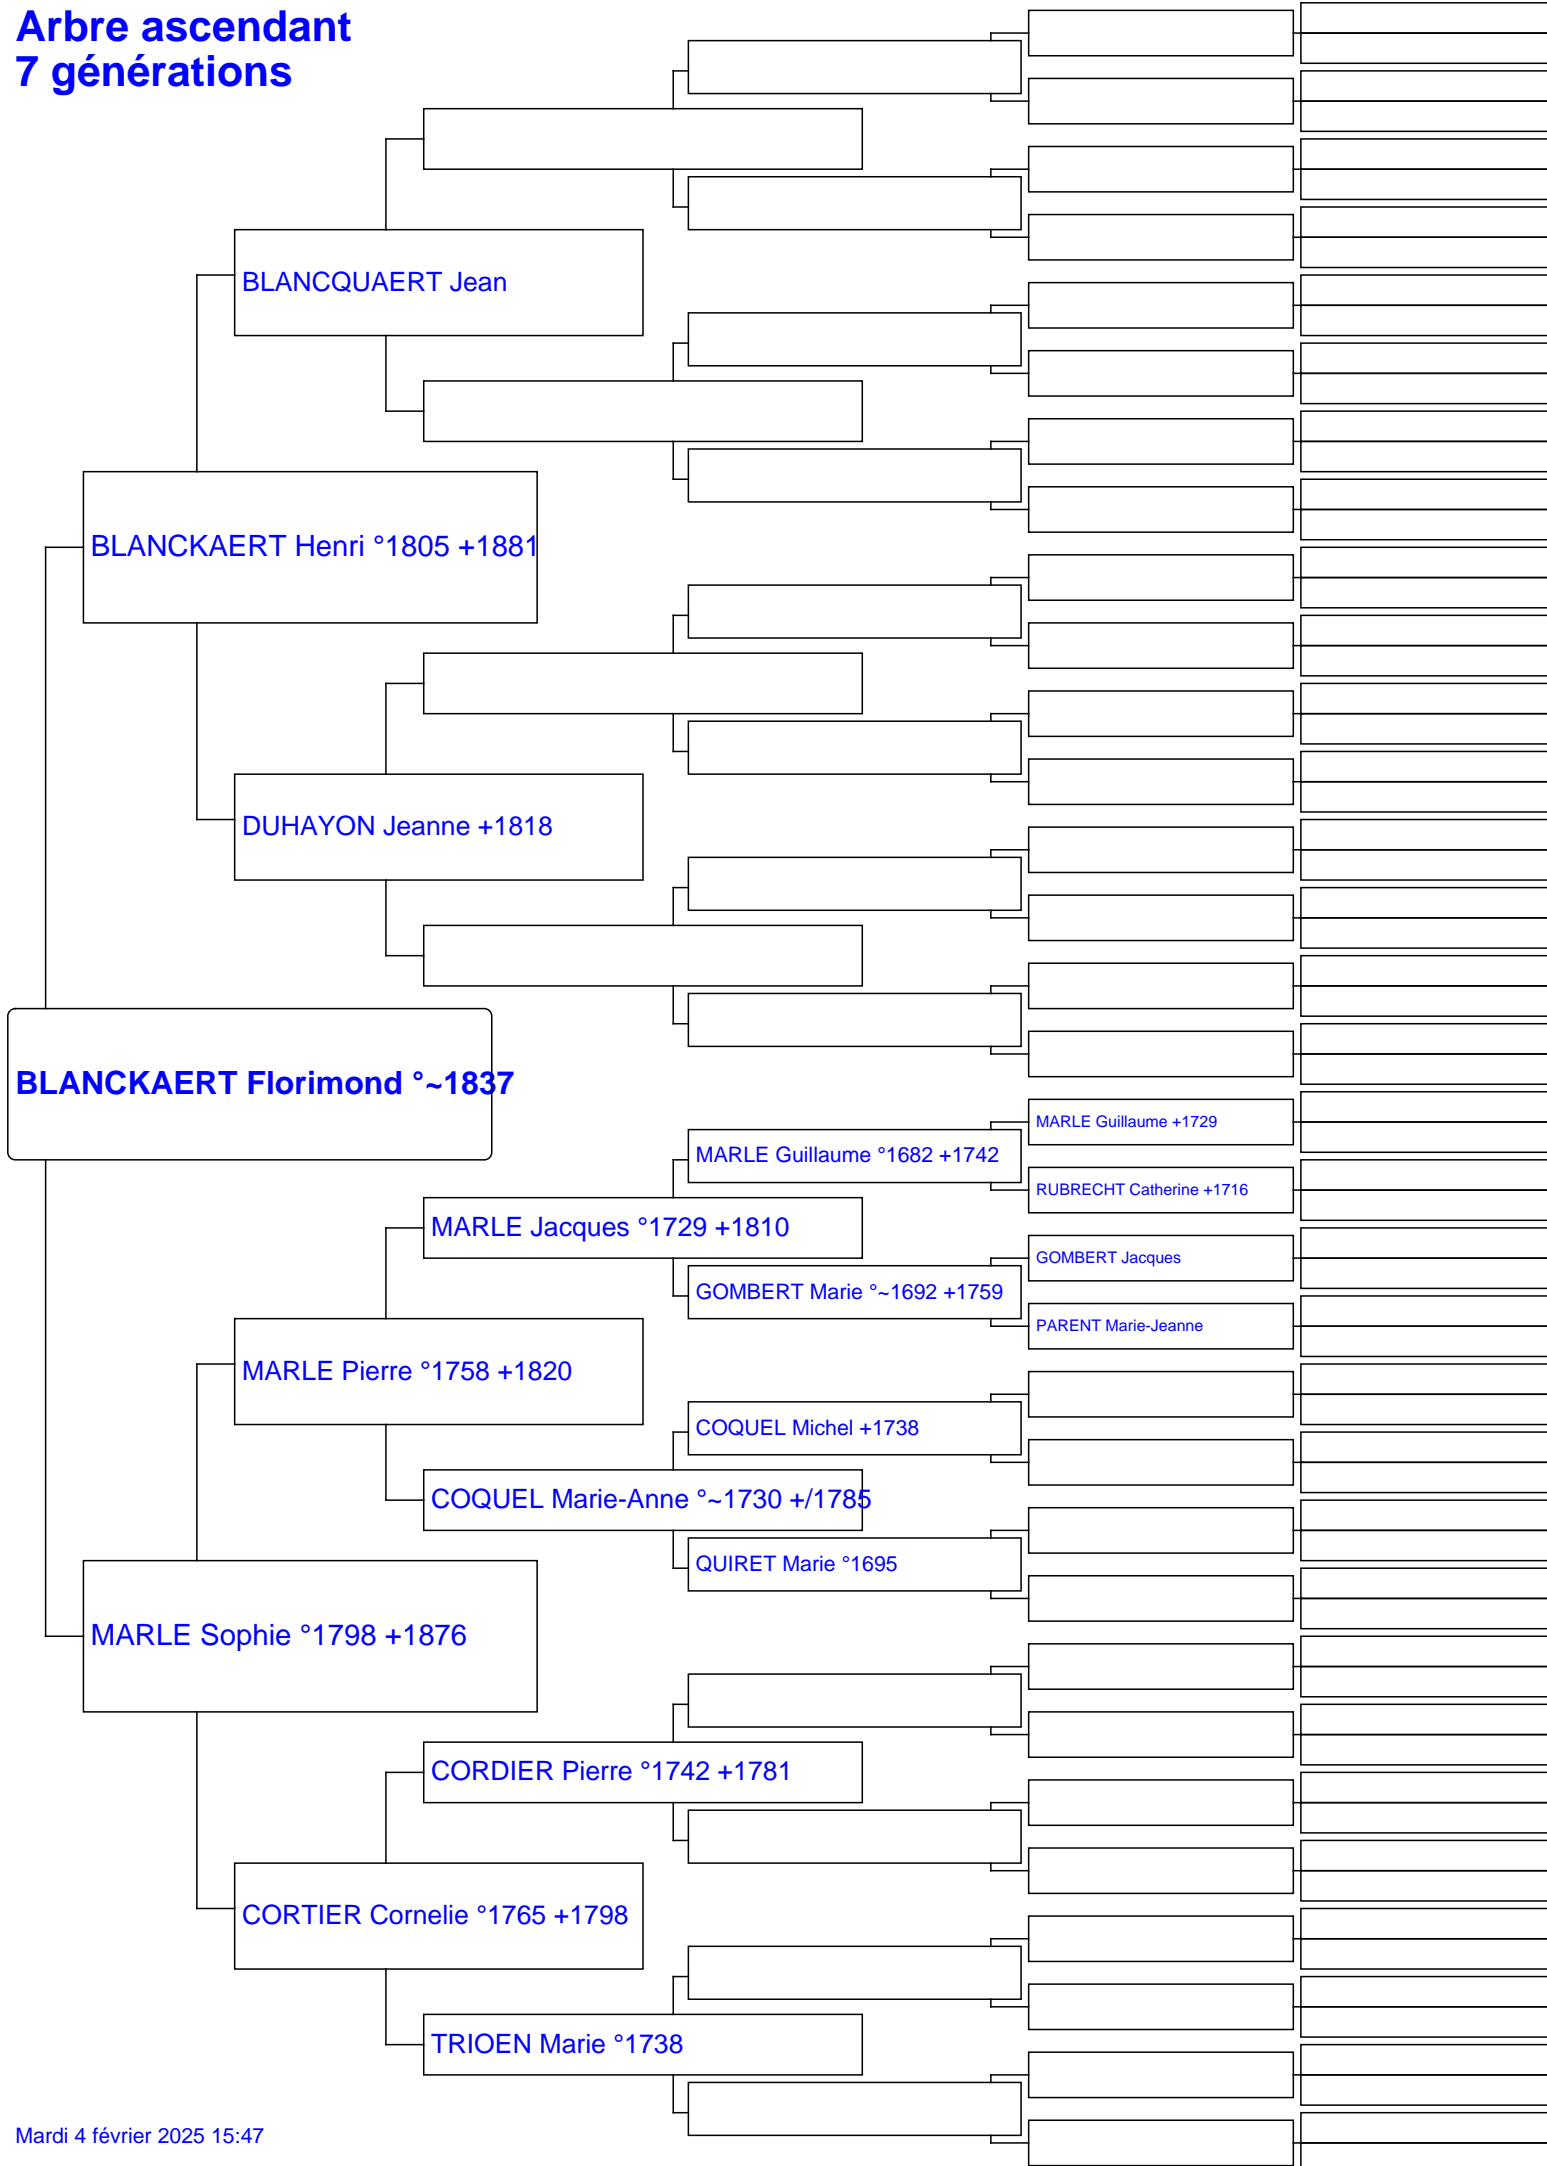 Arbre ascendant
7 générations
BLANCQUAERT Jean
BLANCKAERT Henri °1805 +1881
DUHAYON Jeanne +1818
BLANCKAERT Florimond °~1837
MARLE Guillaume +1729
MARLE Guillaume °1682 +1742
RUBRECHT Catherine +1716
MARLE Jacques °1729 +1810
GOMBERT Jacques
GOMBERT Marie °~1692 +1759
PARENT Marie-Jeanne
MARLE Pierre °1758 +1820
COQUEL Michel +1738
COQUEL Marie-Anne °~1730 +/1785
QUIRET Marie °1695
MARLE Sophie °1798 +1876
CORDIER Pierre °1742 +1781
CORTIER Cornelie °1765 +1798
TRIOEN Marie °1738
Mardi 4 février 2025 15:47